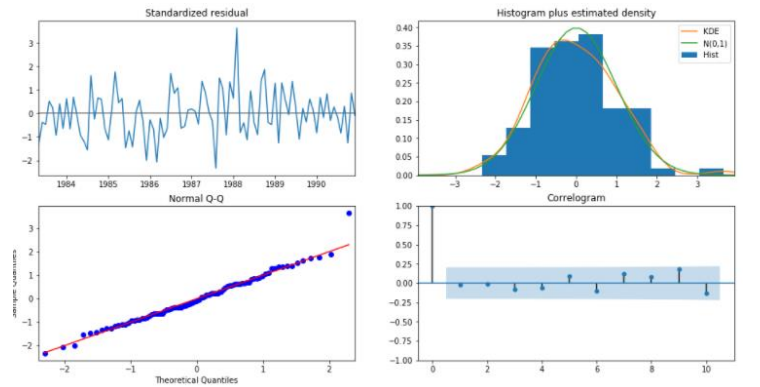 Standardized residual
3
2
1
0
−1
−2
1984 1985 1986 1987 1988 1989 1990
Histogram plus estimated density
0.40
0.35
0.30
0.25
0.20
0.15
0.10
0.05
0.00
KDE
N(0,1)
Hist
−3 −2 −1 0 1 2 3
Normal Q-Q
Sample Quantiles
3
2
1
0
−1
−2
−2 −1 0 1 2
Theoretical Quantiles
Correlogram
1.00
0.75
0.50
0.25
0.00
−0.25
−0.50
−0.75
−1.00
0 2 4 6 8 10